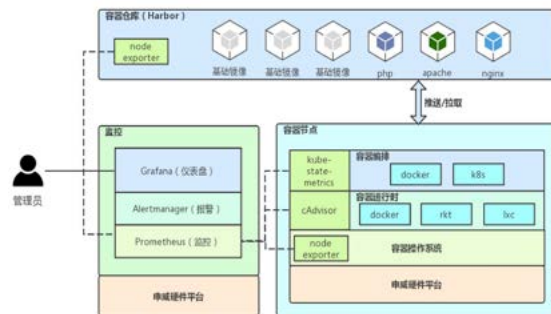 容器仓库（Harbor）
node
exporter
基础镜像
基础镜像
基础镜像
php
apache
nginx
推送/拉取
监控
Grafana（仪表盘）
Alertmanager（报警）
Prometheus（监控）
申威硬件平台
管理员
容器节点
kube-
state-
metrics
容器编排
docker
k8s
cAdvisor
容器运行时
docker
rkt
lxc
node
exporter
容器操作系统
申威硬件平台